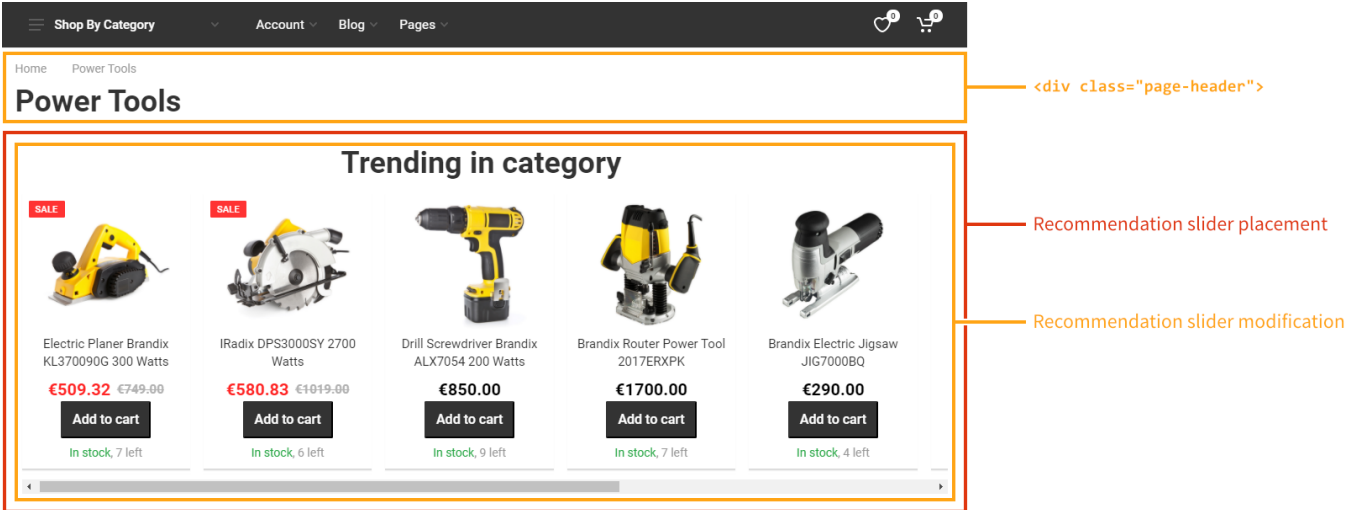 Shop By Category Account Blog Pages 0 0
Home Power Tools
Power Tools
<div class="page-header">
Trending in category
SALE SALE
Recommendation slider placement
Recommendation slider modification
Electric Planer Brandix
KL370090G 300 Watts
€509.32 €749.00
Add to cart
In stock, 7 left
IRadix DPS3000SY 2700
Watts
€580.83 €1019.00
Add to cart
In stock, 6 left
Drill Screwdriver Brandix
ALX7054 200 Watts
€850.00
Add to cart
In stock, 9 left
Brandix Router Power Tool
2017ERXPK
€1700.00
Add to cart
In stock, 7 left
Brandix Electric Jigsaw
JIG7000BQ
€290.00
Add to cart
In stock, 4 left